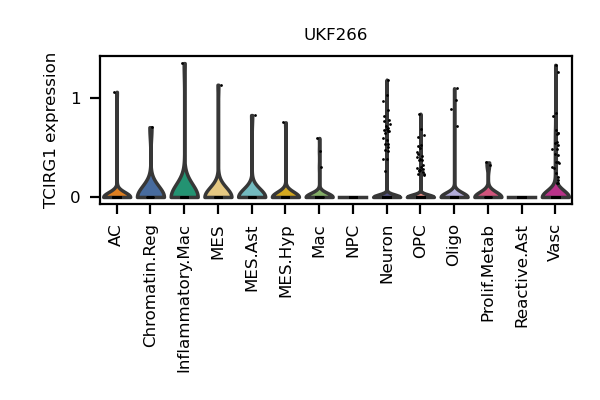 UKF266
TCIRG1 expression
1
0
AC
Chromatin.Reg
Inflammatory.Mac
MES
MES.Ast
MES.Hyp
Mac
NPC
Neuron
OPC
Oligo
Prolif.Metab
Reactive.Ast
Vasc